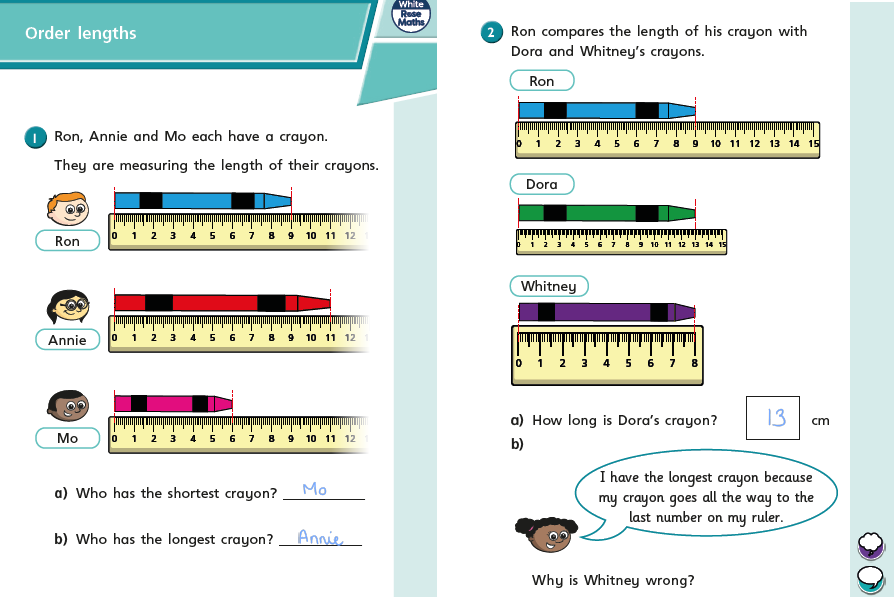 Order lengths
White
Rose
Maths
1 Ron, Annie and Mo each have a crayon.
They are measuring the length of their crayons.
Ron
0 1 2 3 4 5 6 7 8 9 10 11 12
Annie
0 1 2 3 4 5 6 7 8 9 10 11 12
Mo
0 1 2 3 4 5 6 7 8 9 10 11 12
a) Who has the shortest crayon? Mo
b) Who has the longest crayon? Annie
2 Ron compares the length of his crayon with
Dora and Whitney's crayons.
Ron
0 1 2 3 4 5 6 7 8 9 10 11 12 13 14 15
Dora
0 1 2 3 4 5 6 7 8 9 10 11 12 13 14 15
Whitney
0 1 2 3 4 5 6 7 8
a) How long is Dora's crayon? 13 cm
b)
I have the longest crayon because
my crayon goes all the way to the
last number on my ruler.
Why is Whitney wrong?